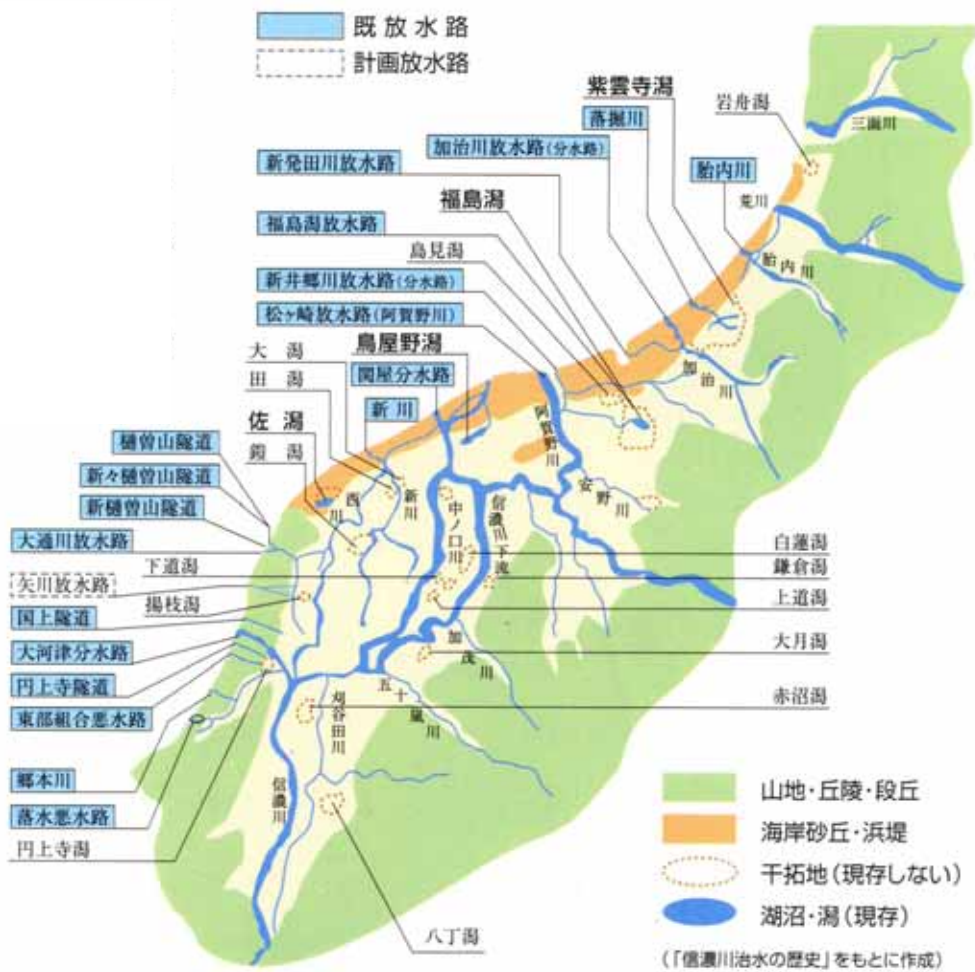 既放水路
計画放水路
紫雲寺潟
岩舟潟
落掘川
三面川
加治川放水路(分水路)
新発田川放水路
胎内川
福島潟
荒川
福島潟放水路
胎内川
島見潟
新井郷川放水路(分水路)
松ヶ崎放水路(阿賀野川)
鳥屋野潟
大潟
関屋分水路
加治川
田潟
新川
阿賀野川
佐潟
鎧潟
樋曽山隧道
新々樋曽山隧道
新樋曽山隧道
西川
新川
中ノ口川
信濃川下流
安野川
大通川放水路
下道潟
白蓮潟
矢川放水路
鎌倉潟
揚枝潟
上道潟
国上隧道
大河津分水路
加茂川
大月潟
円上寺隧道
五十嵐川
東部組合悪水路
刈谷田川
赤沼潟
郷本川
信濃川
落水悪水路
円上寺潟
八丁潟
山地・丘陵・段丘
海岸砂丘・浜堤
干拓地(現存しない)
湖沼・潟(現存)
(「信濃川治水の歴史」をもとに作成)